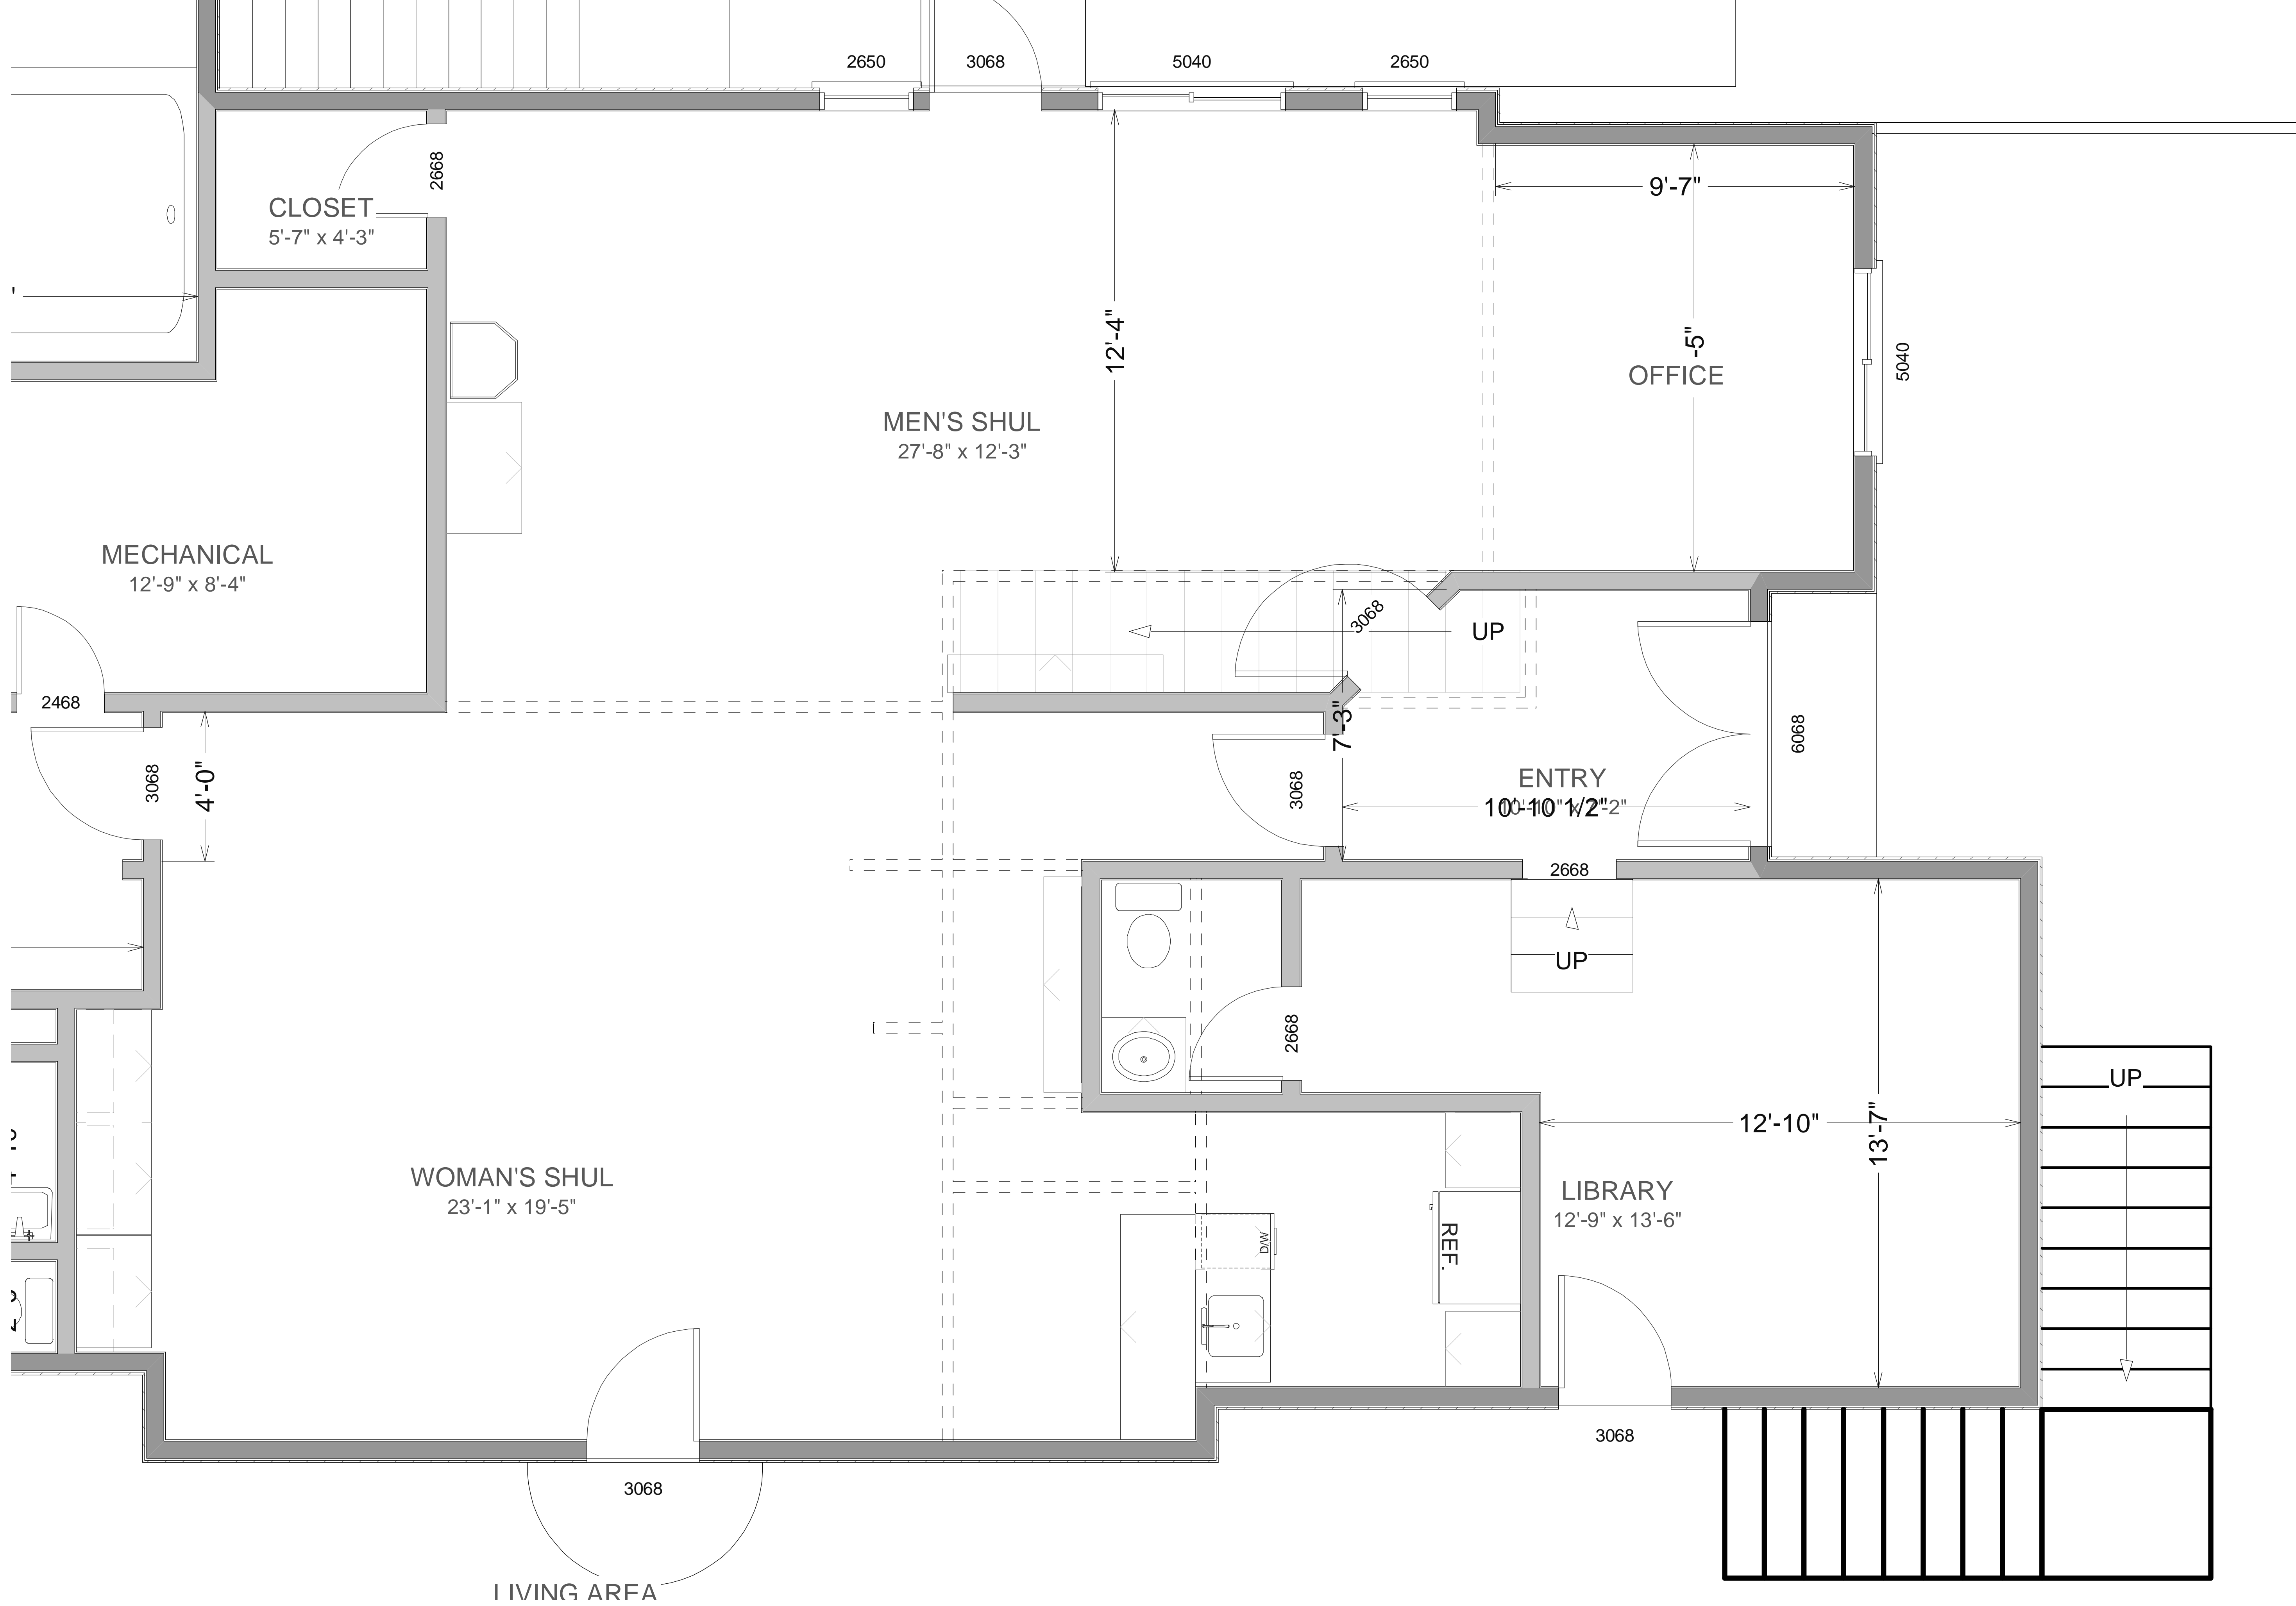 2650
3068
5040
2650
2668
CLOSET
5'-7" x 4'-3"
9'-7"
12'-4"
-5"
OFFICE
5040
MEN'S SHUL
27'-8" x 12'-3"
MECHANICAL
12'-9" x 8'-4"
3068
UP
2468
3068
4'-0"
7'-3"
3068
6068
ENTRY
10'-10 1/2"
2668
UP
2668
UP
12'-10"
13'-7"
WOMAN'S SHUL
23'-1" x 19'-5"
LIBRARY
12'-9" x 13'-6"
D/W
REF.
3068
3068
LIVING AREA